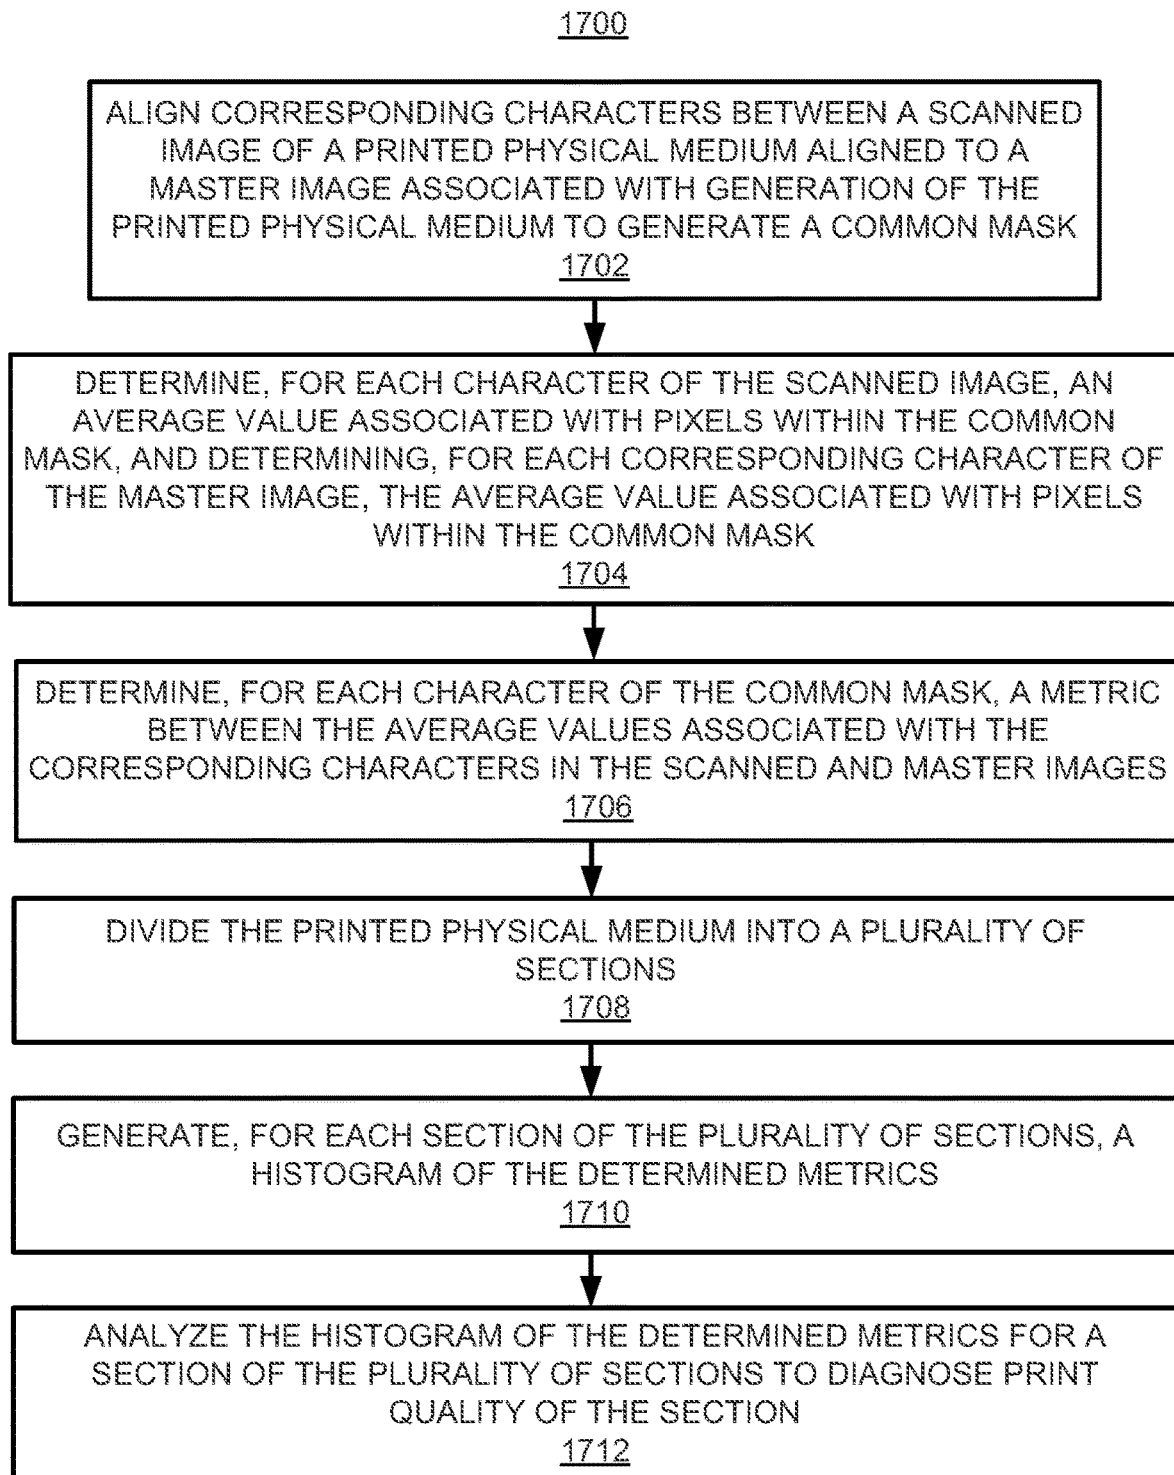 1700
ALIGN CORRESPONDING CHARACTERS BETWEEN A SCANNED
IMAGE OF A PRINTED PHYSICAL MEDIUM ALIGNED TO A
MASTER IMAGE ASSOCIATED WITH GENERATION OF THE
PRINTED PHYSICAL MEDIUM TO GENERATE A COMMON MASK
1702
DETERMINE, FOR EACH CHARACTER OF THE SCANNED IMAGE, AN
AVERAGE VALUE ASSOCIATED WITH PIXELS WITHIN THE COMMON
MASK, AND DETERMINING, FOR EACH CORRESPONDING CHARACTER OF
THE MASTER IMAGE, THE AVERAGE VALUE ASSOCIATED WITH PIXELS
WITHIN THE COMMON MASK
1704
DETERMINE, FOR EACH CHARACTER OF THE COMMON MASK, A METRIC
BETWEEN THE AVERAGE VALUES ASSOCIATED WITH THE
CORRESPONDING CHARACTERS IN THE SCANNED AND MASTER IMAGES
1706
DIVIDE THE PRINTED PHYSICAL MEDIUM INTO A PLURALITY OF
SECTIONS
1708
GENERATE, FOR EACH SECTION OF THE PLURALITY OF SECTIONS, A
HISTOGRAM OF THE DETERMINED METRICS
1710
ANALYZE THE HISTOGRAM OF THE DETERMINED METRICS FOR A
SECTION OF THE PLURALITY OF SECTIONS TO DIAGNOSE PRINT
QUALITY OF THE SECTION
1712